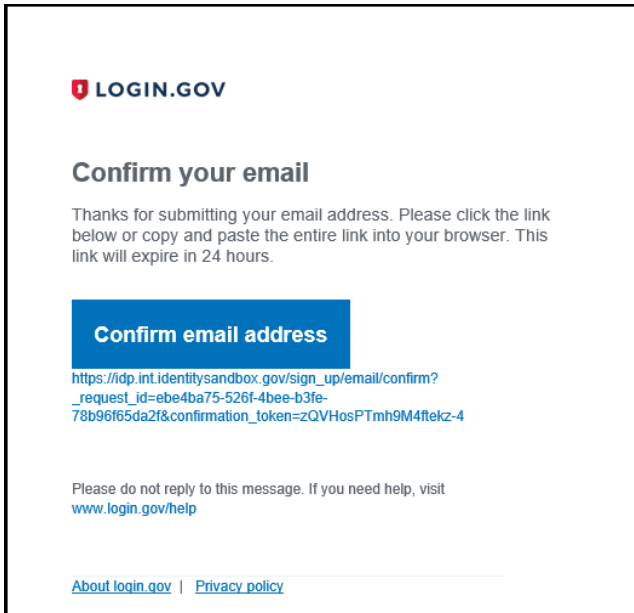 LOGIN.GOV
Confirm your email
Thanks for submitting your email address. Please click the link
below or copy and paste the entire link into your browser. This
link will expire in 24 hours.
Confirm email address
https://idp.int.identitysandbox.gov/sign_up/email/confirm?
_request_id=ebe4ba75-526f-4bee-b3fe-
78b96f65da2f&confirmation_token=zQVHosPTmh9M4ftekz-4
Please do not reply to this message. If you need help, visit
www.login.gov/help
About login.gov | Privacy policy